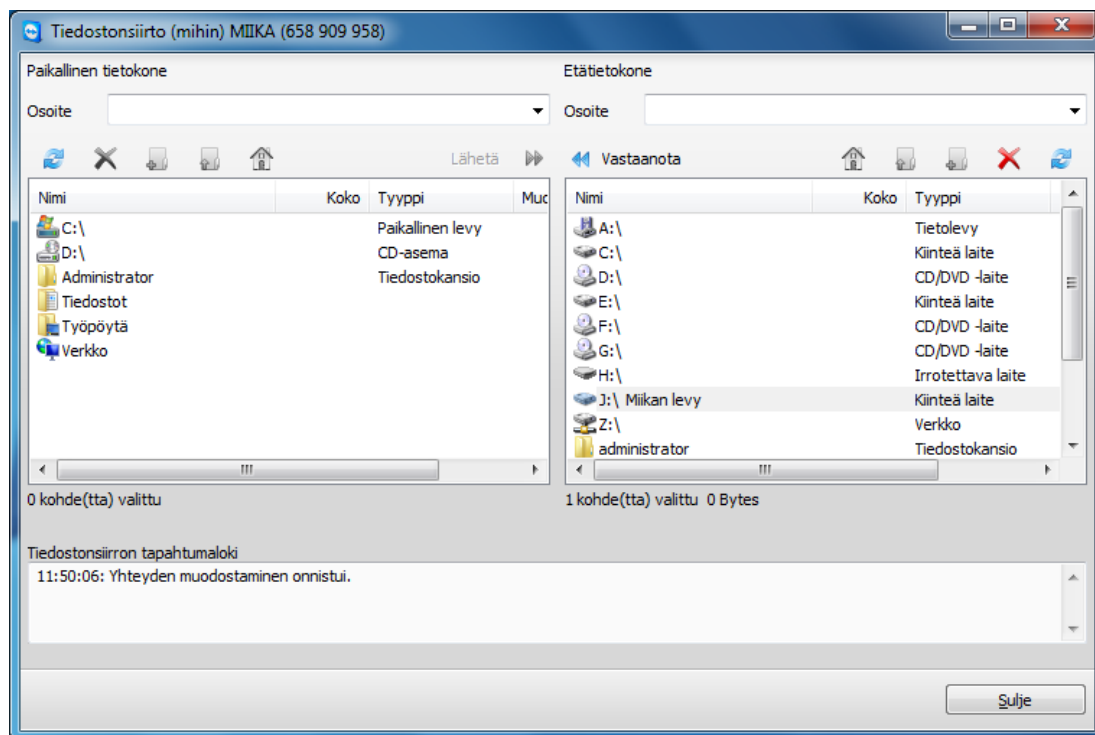 Tiedostonsiirto (mihin) MIIKA (658 909 958)
Paikallinen tietokone
Osoite
Lähetä
Nimi Koko Tyyppi Muc
C:\ Paikallinen levy
D:\ CD-asema
Administrator Tiedostokansio
Tiedostot
Työpöytä
Verkko
0 kohde(tta) valittu
Etätietokone
Osoite
Vastaanota
Nimi Koko Tyyppi
A:\ Tietolevy
C:\ Kiinteä laite
D:\ CD/DVD -laite
E:\ Kiinteä laite
F:\ CD/DVD -laite
G:\ CD/DVD -laite
H:\ Irrotettava laite
J:\ Miikan levy Kiinteä laite
Z:\ Verkko
administrator Tiedostokansio
1 kohde(tta) valittu 0 Bytes
Tiedostonsiirron tapahtumaloki
11:50:06: Yhteyden muodostaminen onnistui.
Sulje